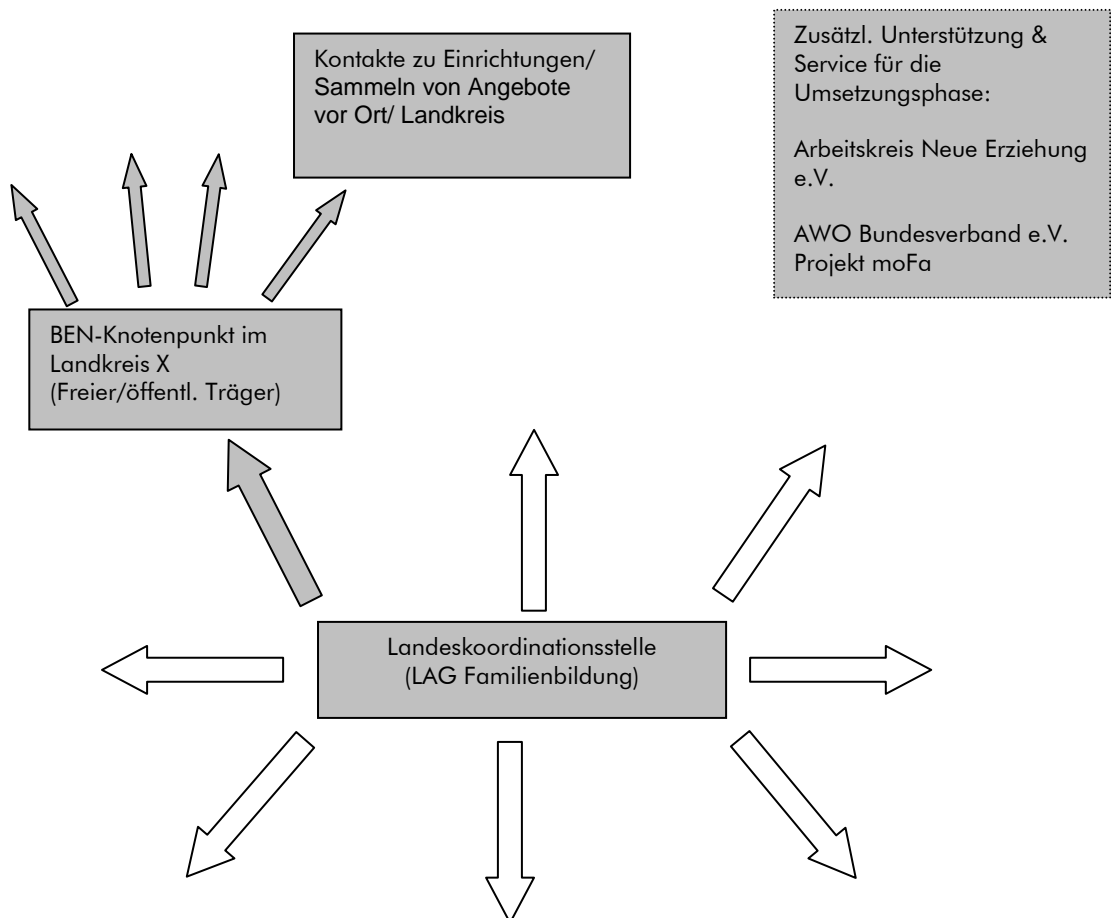 Kontakte zu Einrichtungen/
Sammeln von Angebote
vor Ort/ Landkreis
Zusätzl. Unterstützung &
Service für die
Umsetzungsphase:
Arbeitskreis Neue Erziehung
e.V.
AWO Bundesverband e.V.
Projekt moFa
BEN-Knotenpunkt im
Landkreis X
(Freier/öffentl. Träger)
Landeskoordinationsstelle
(LAG Familienbildung)